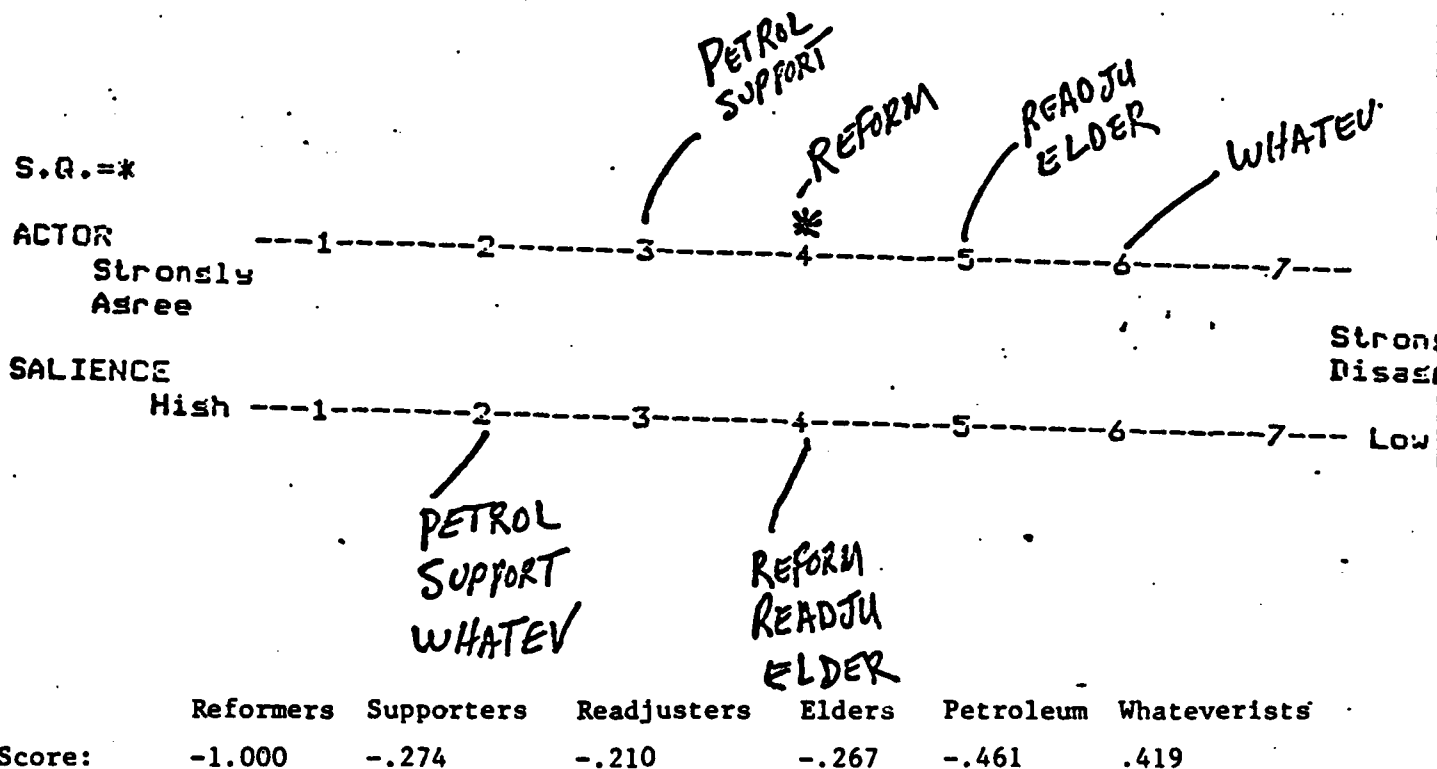 PETROL
SUPPORT
REFORM
READJU
ELDER
WHATEV.
S.Q.=*
*
ACTOR ---1--------2--------3--------4--------5--------6--------7---
Strongly
Agree
Strong
Disag
SALIENCE
High ---1--------2--------3--------4--------5--------6--------7--- Low
PETROL
SUPPORT
WHATEV
REFORM
READJU
ELDER
Reformers Supporters Readjusters Elders Petroleum Whateverists
Score: -1.000 -.274 -.210 -.267 -.461 .419